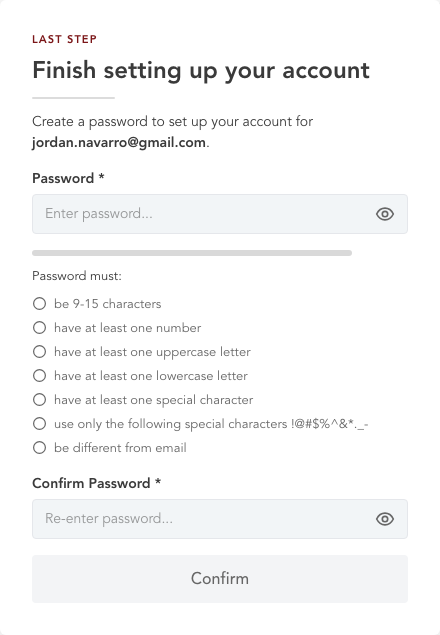 LAST STEP
Finish setting up your account
Create a password to set up your account for
jordan.navarro@gmail.com.
Password *
Enter password...
Password must:
be 9-15 characters
have at least one number
have at least one uppercase letter
have at least one lowercase letter
have at least one special character
use only the following special characters !@#$%^&*._-
be different from email
Confirm Password *
Re-enter password...
Confirm